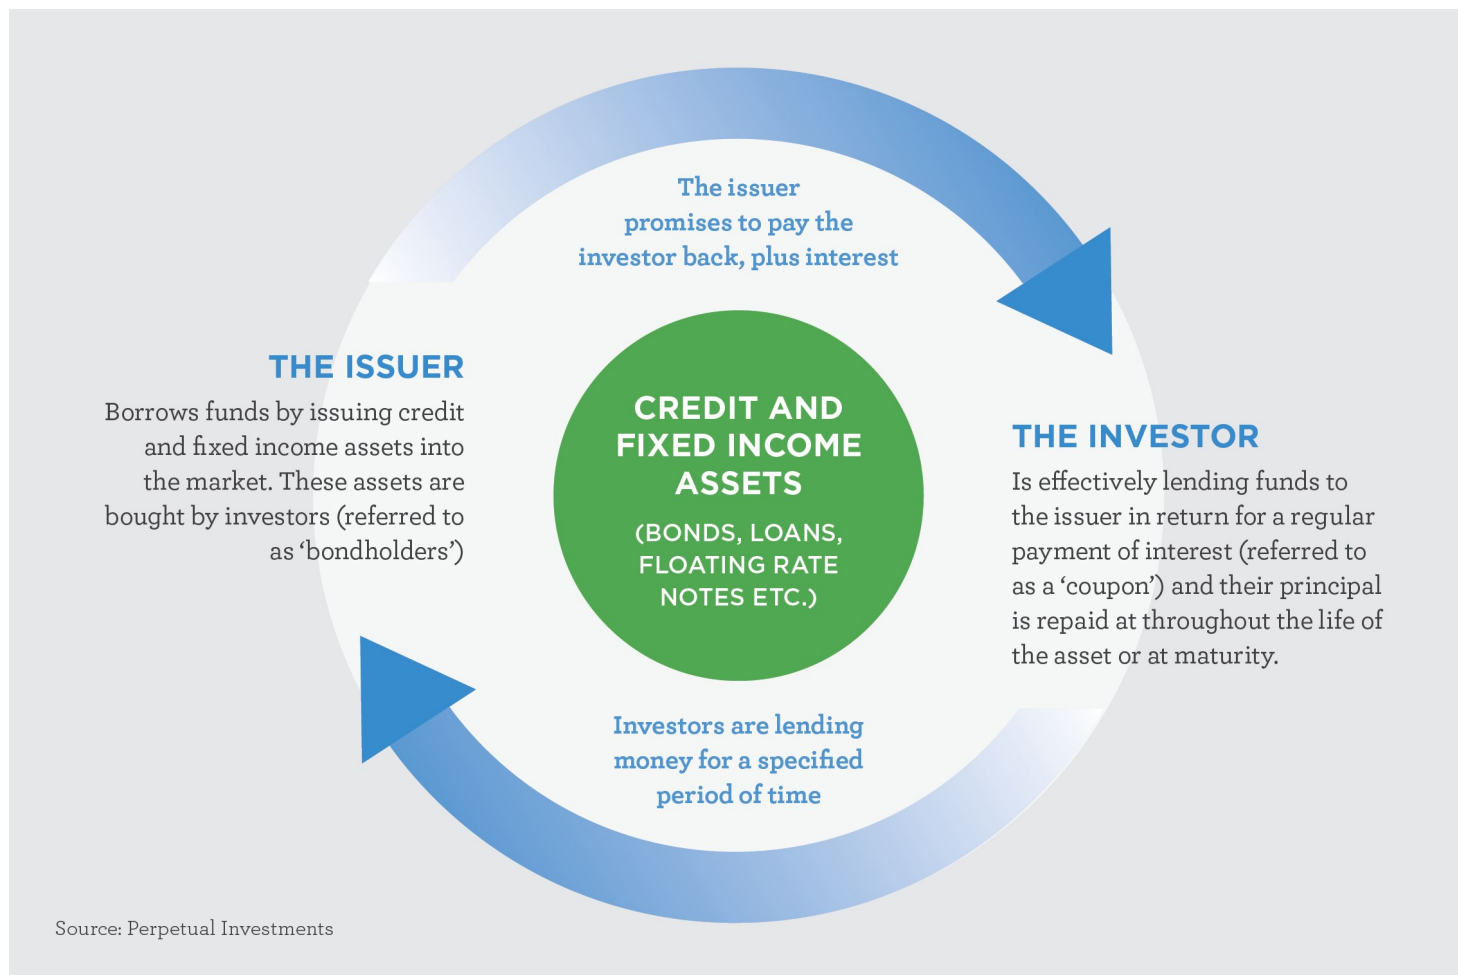 The issuer
promises to pay the
investor back, plus interest
THE ISSUER
Borrows funds by issuing credit
and fixed income assets into
the market. These assets are
bought by investors (referred to
as ‘bondholders’)
CREDIT AND
FIXED INCOME
ASSETS
(BONDS, LOANS,
FLOATING RATE
NOTES ETC.)
THE INVESTOR
Is effectively lending funds to
the issuer in return for a regular
payment of interest (referred to
as a ‘coupon’) and their principal
is repaid at throughout the life of
the asset or at maturity.
Investors are lending
money for a specified
period of time
Source: Perpetual Investments